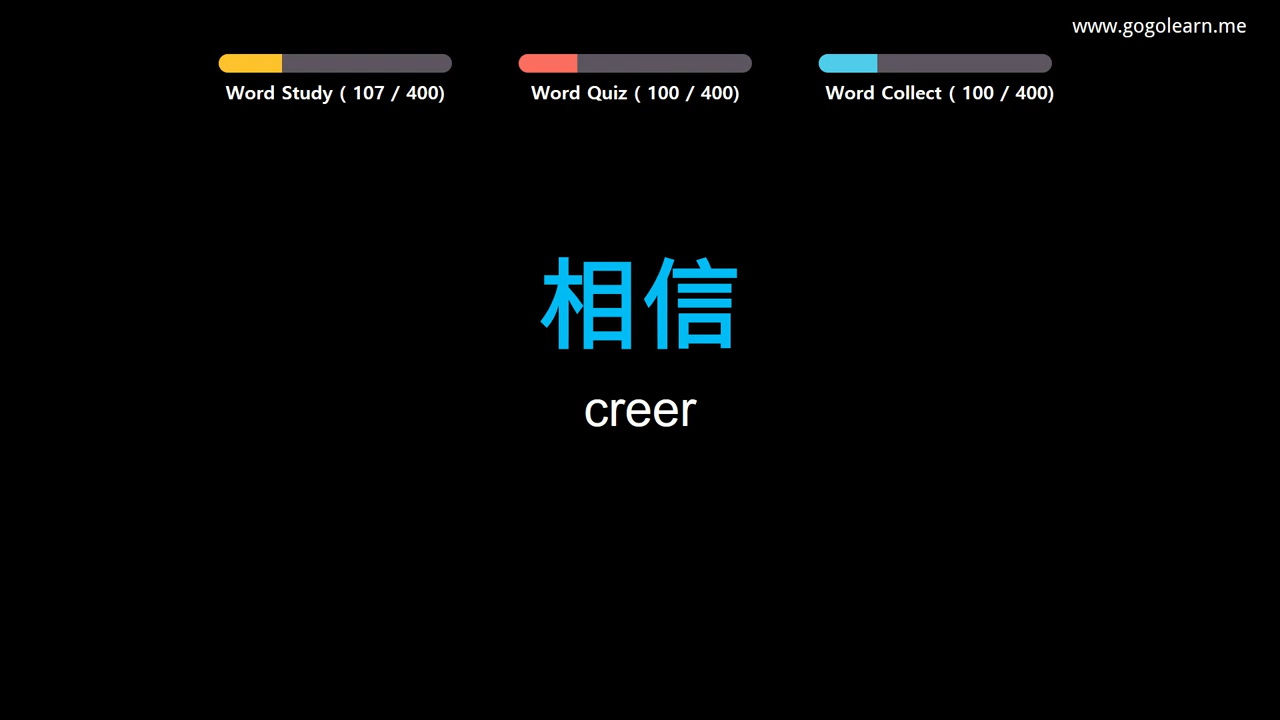 www.gogolearn.me
Word Study ( 107 / 400)
Word Quiz ( 100 / 400)
Word Collect ( 100 / 400)
相信
creer